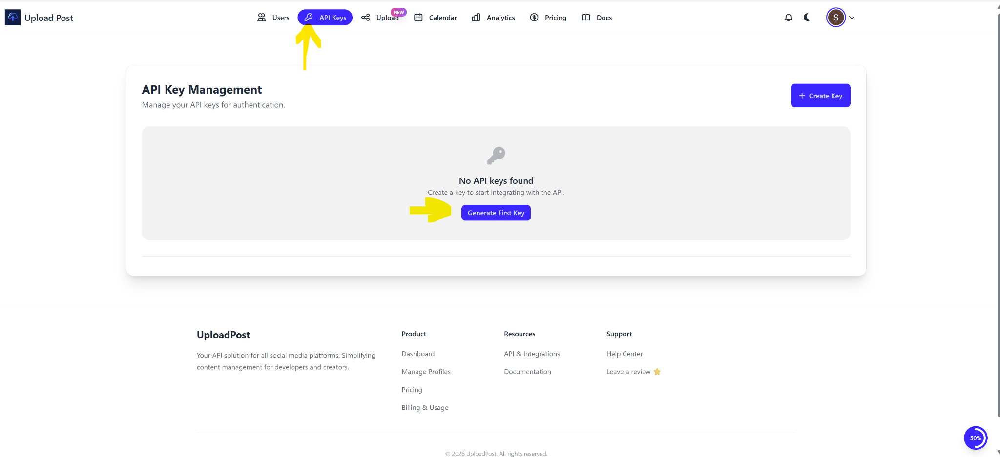 Upload Post
Users
API Keys
Upload
NEW
Calendar
Analytics
Pricing
Docs
S
API Key Management
Manage your API keys for authentication.
+ Create Key
No API keys found
Create a key to start integrating with the API.
Generate First Key
UploadPost
Your API solution for all social media platforms. Simplifying
content management for developers and creators.
Product
Dashboard
Manage Profiles
Pricing
Billing & Usage
Resources
API & Integrations
Documentation
Support
Help Center
Leave a review ⭐
50%
© 2026 UploadPost. All rights reserved.